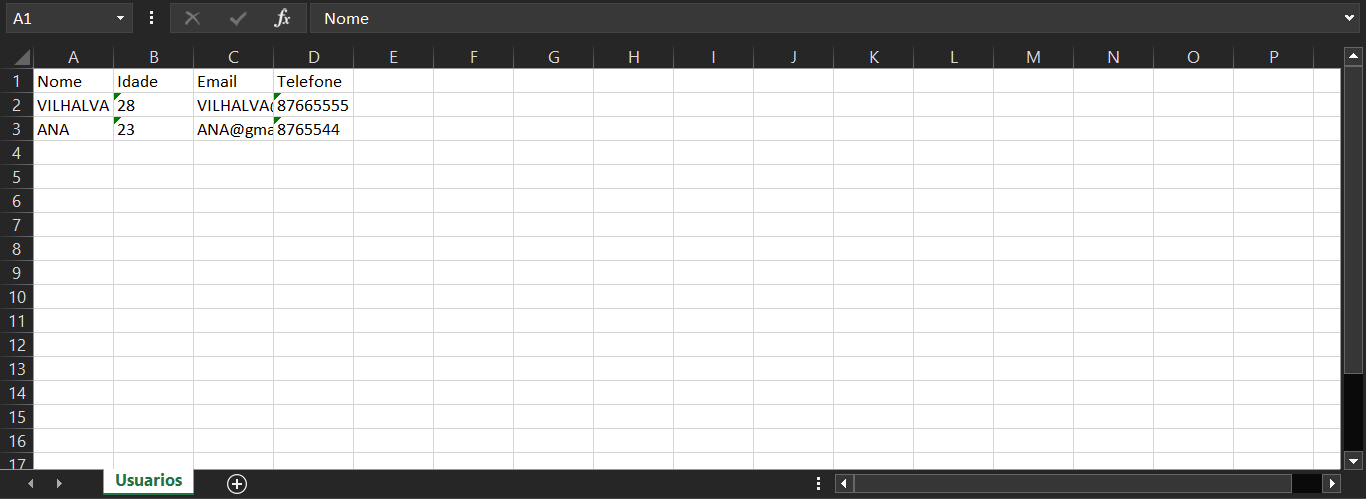 A1 fx Nome
A B C D E F G H I J K L M N O P
1 Nome Idade Email Telefone
2 VILHALVA 28 VILHALVA 87665555
3 ANA 23 ANA@gma 8765544
4
5
6
7
8
9
10
11
12
13
14
15
16
17
Usuarios